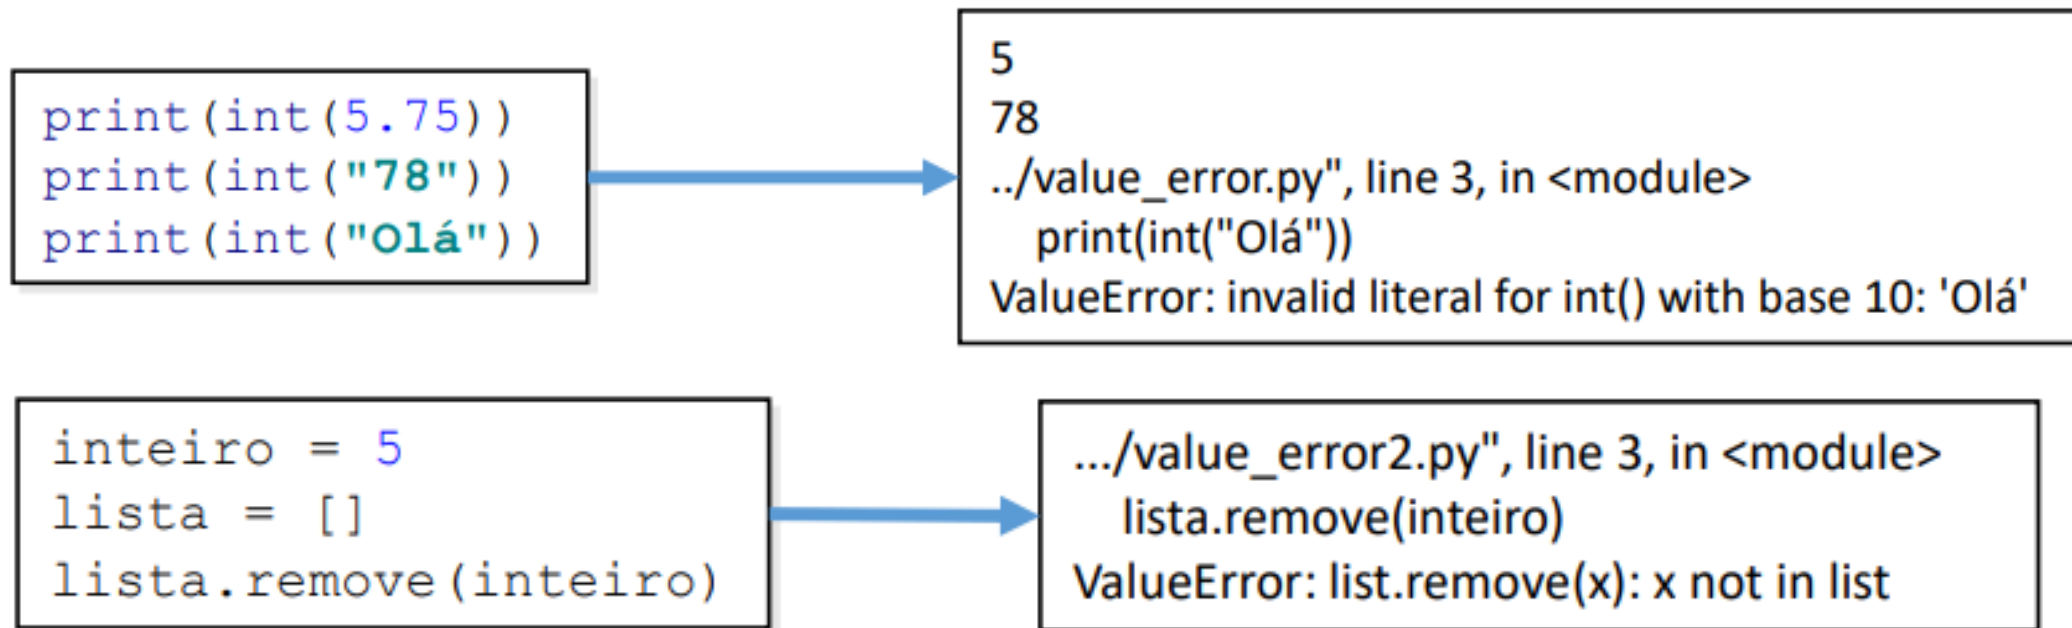 print(int(5.75))
print(int("78"))
print(int("Olá"))
5
78
../value_error.py", line 3, in <module>
print(int("Olá"))
ValueError: invalid literal for int() with base 10: 'Olá'
inteiro = 5
lista = []
lista.remove(inteiro)
.../value_error2.py", line 3, in <module>
lista.remove(inteiro)
ValueError: list.remove(x): x not in list